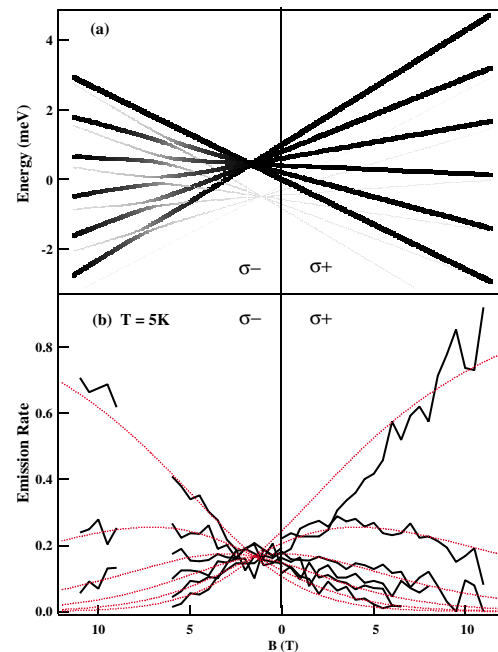 (a)
4
2
0
-2
Energy (meV)
σ− σ+
(b) T = 5K σ− σ+
0.8
0.6
0.4
0.2
0.0
Emission Rate
10 5 0 5 10
B (T)